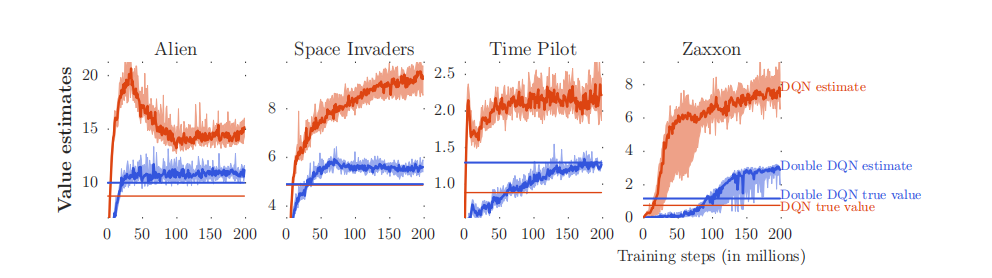 Alien Space Invaders Time Pilot Zaxxon
Value estimates
20
15
10
0 50 100 150 200
8
6
4
0 50 100 150 200
2.5
2.0
1.5
1.0
0 50 100 150 200
8
6
4
2
0
0 50 100 150 200
DQN estimate
Double DQN estimate
Double DQN true value
DQN true value
Training steps (in millions)